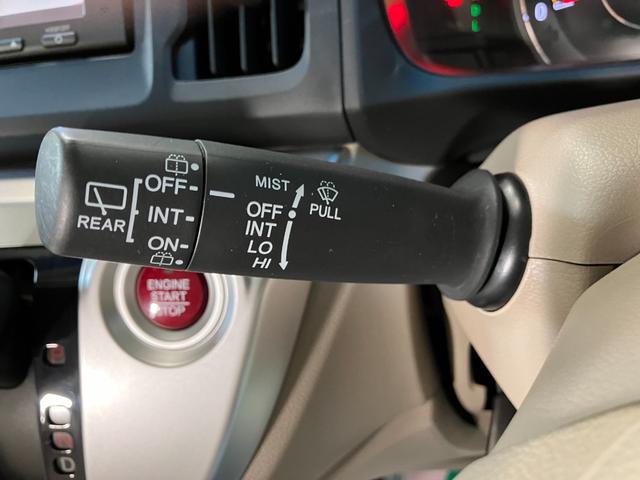 REAR
OFF
INT
ON
MIST
OFF
INT
LO
HI
PULL
ENGINE
START
STOP
D